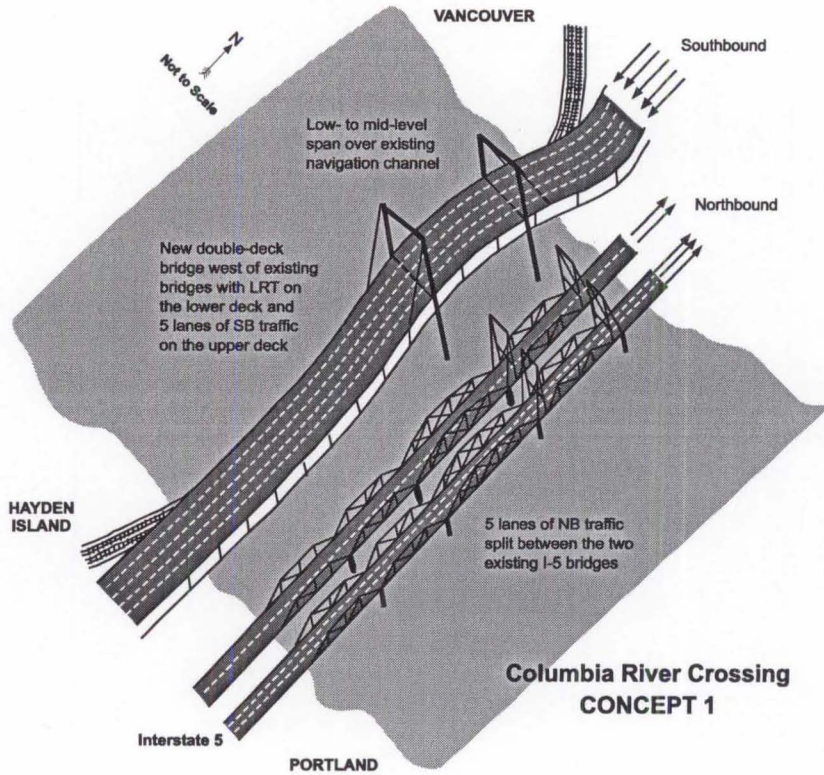 VANCOUVER
N
Not to Scale
Southbound
Low- to mid-level
span over existing
navigation channel
Northbound
New double-deck
bridge west of existing
bridges with LRT on
the lower deck and
5 lanes of SB traffic
on the upper deck
HAYDEN
ISLAND
5 lanes of NB traffic
split between the two
existing I-5 bridges
Columbia River Crossing
CONCEPT 1
Interstate 5
PORTLAND